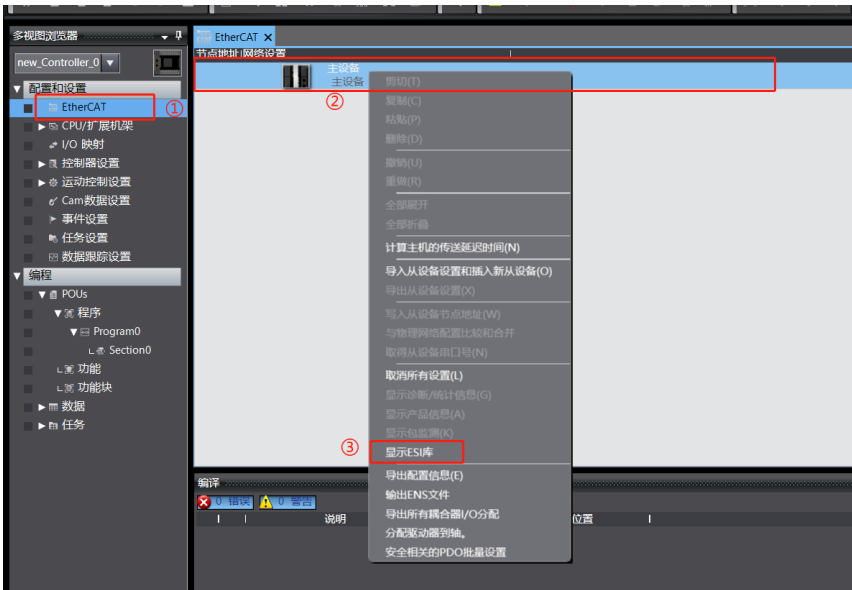 多视图浏览器
new_Controller_0
配置和设置
EtherCAT
①
CPU/扩展机架
I/O 映射
控制器设置
运动控制设置
Cam数据设置
事件设置
任务设置
数据跟踪设置
编程
POUs
程序
Program0
Section0
功能
功能块
数据
任务
EtherCAT
节点地址|网络设置
主设备
主设备
②
剪切(T)
复制(C)
粘贴(P)
删除(D)
撤销(U)
重做(R)
全部展开
全部折叠
计算主机的传送延迟时间(N)
导入从设备设置和插入新从设备(O)
导出从设备设置(X)
写入从设备节点地址(W)
与物理网络配置比较和合并
取得从设备串口号(N)
取消所有设置(L)
显示诊断/统计信息(G)
显示产品信息(A)
显示包监测(K)
③
显示ESI库
导出配置信息(E)
输出ENS文件
导出所有耦合器I/O分配
分配驱动器到轴。
安全相关的PDO批量设置
编译
0 错误 0 警告
说明 位置